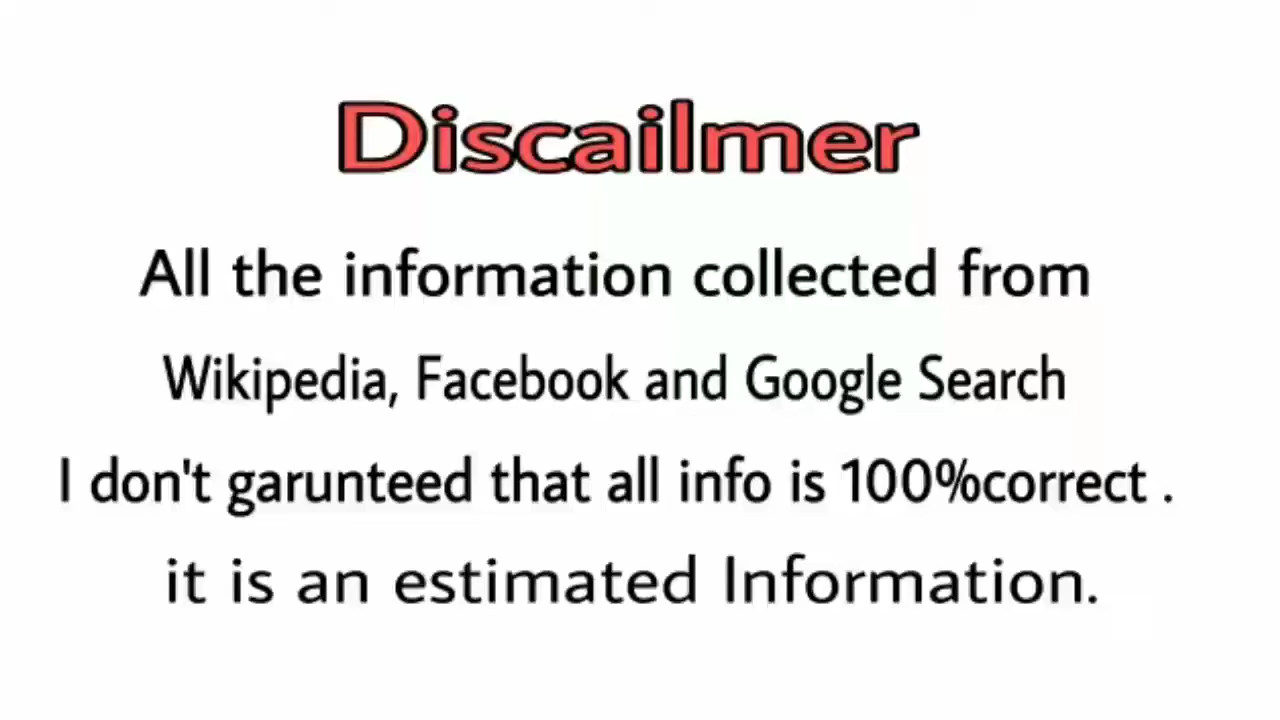 Discailmer
All the information collected from
Wikipedia, Facebook and Google Search
I don't garunteed that all info is 100%correct .
it is an estimated Information.